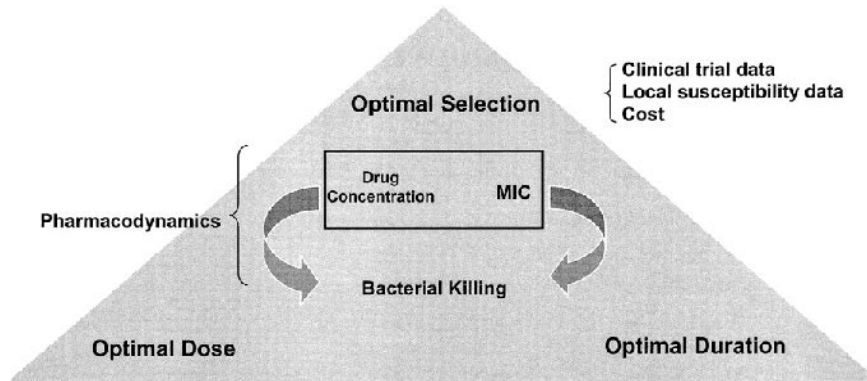 Optimal Selection
Clinical trial data
Local susceptibility data
Cost
Drug
Concentration
MIC
Pharmacodynamics
Bacterial Killing
Optimal Dose
Optimal Duration